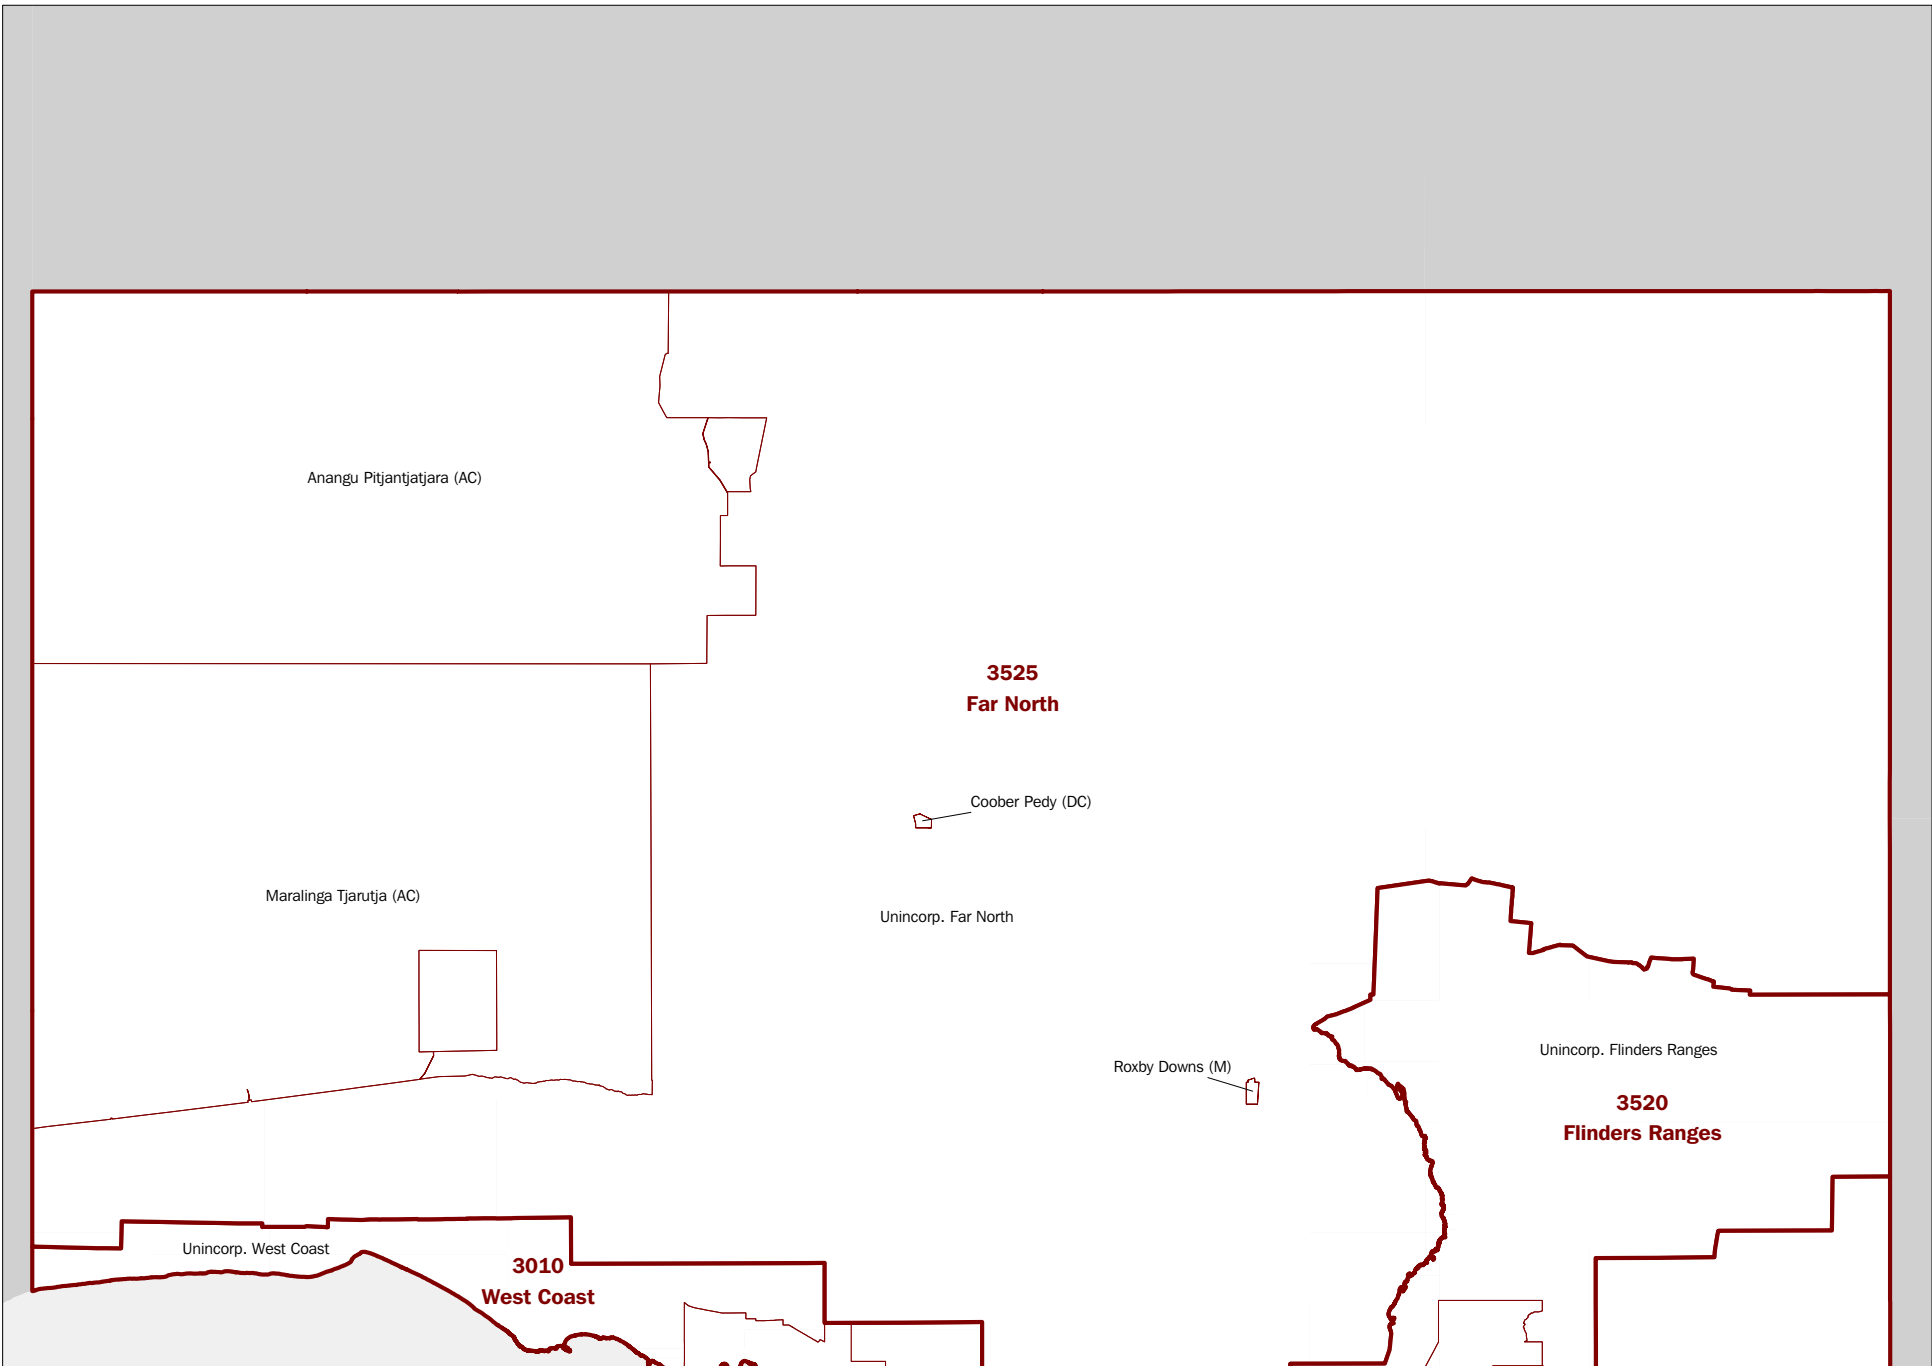 Anangu Pitjantjatjara (AC)
3525
Far North
Coober Pedy (DC)
Maralinga Tjarutja (AC)
Unincorp. Far North
Unincorp. Flinders Ranges
Roxby Downs (M)
3520
Flinders Ranges
Unincorp. West Coast
3010
West Coast